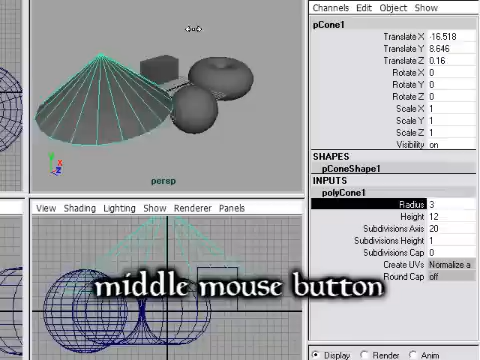 Channels Edit Object Show
pCone1
Translate X -16.518
Translate Y 8.646
Translate Z 0.16
Rotate X 0
Rotate Y 0
Rotate Z 0
Scale X 1
Scale Y 1
Scale Z 1
Visibility on
SHAPES
pConeShape1
INPUTS
polyCone1
Radius 3
Height 12
Subdivisions Axis 20
Subdivisions Height 1
Subdivisions Cap 0
Create UVs Normalize a
Round Cap off
Y
X
Z
persp
View Shading Lighting Show Renderer Panels
middle mouse button
Display Render Anim